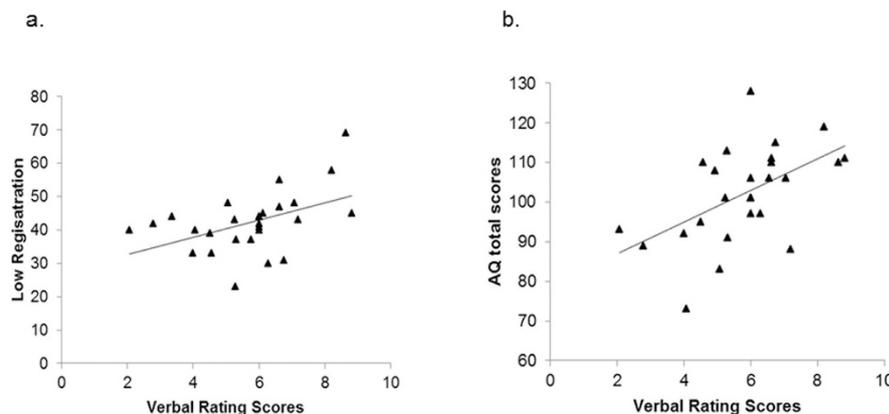 a.
80
70
60
50
40
30
20
10
0
Low Regisatration
0 2 4 6 8 10
Verbal Rating Scores
b.
130
120
110
100
90
80
70
60
AQ total scores
0 2 4 6 8 10
Verbal Rating Scores